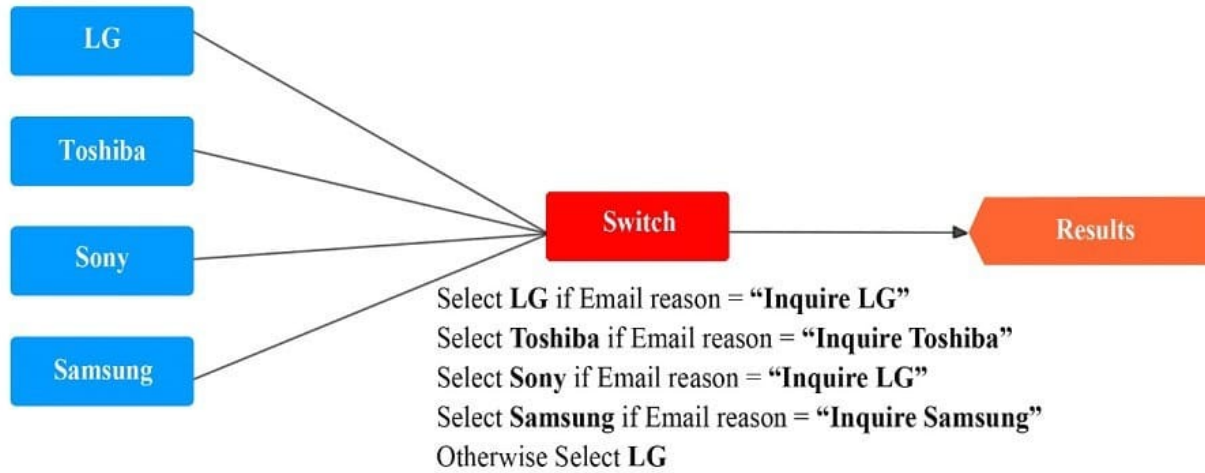 LG
Toshiba
Sony
Samsung
Switch
Results
Select LG if Email reason = “Inquire LG”
Select Toshiba if Email reason = “Inquire Toshiba”
Select Sony if Email reason = “Inquire LG”
Select Samsung if Email reason = “Inquire Samsung”
Otherwise Select LG